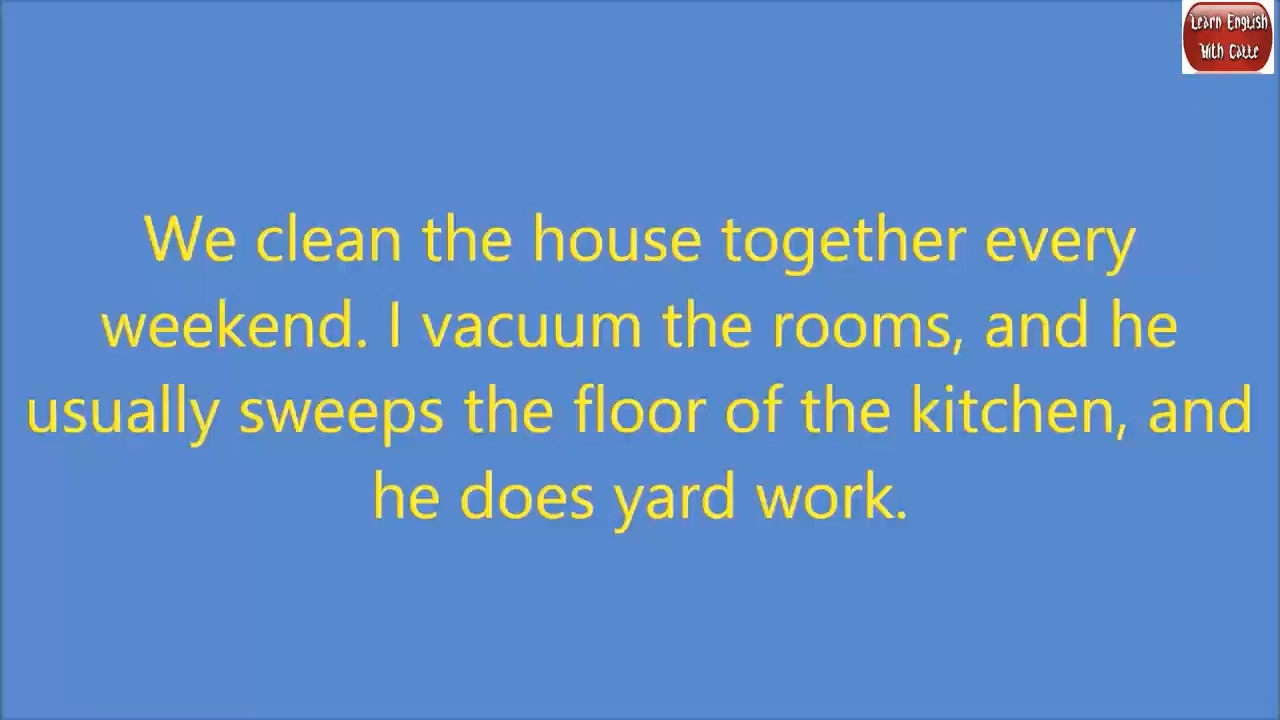 Learn English
With
We clean the house together every
weekend. I vacuum the rooms, and he
usually sweeps the floor of the kitchen, and
he does yard work.